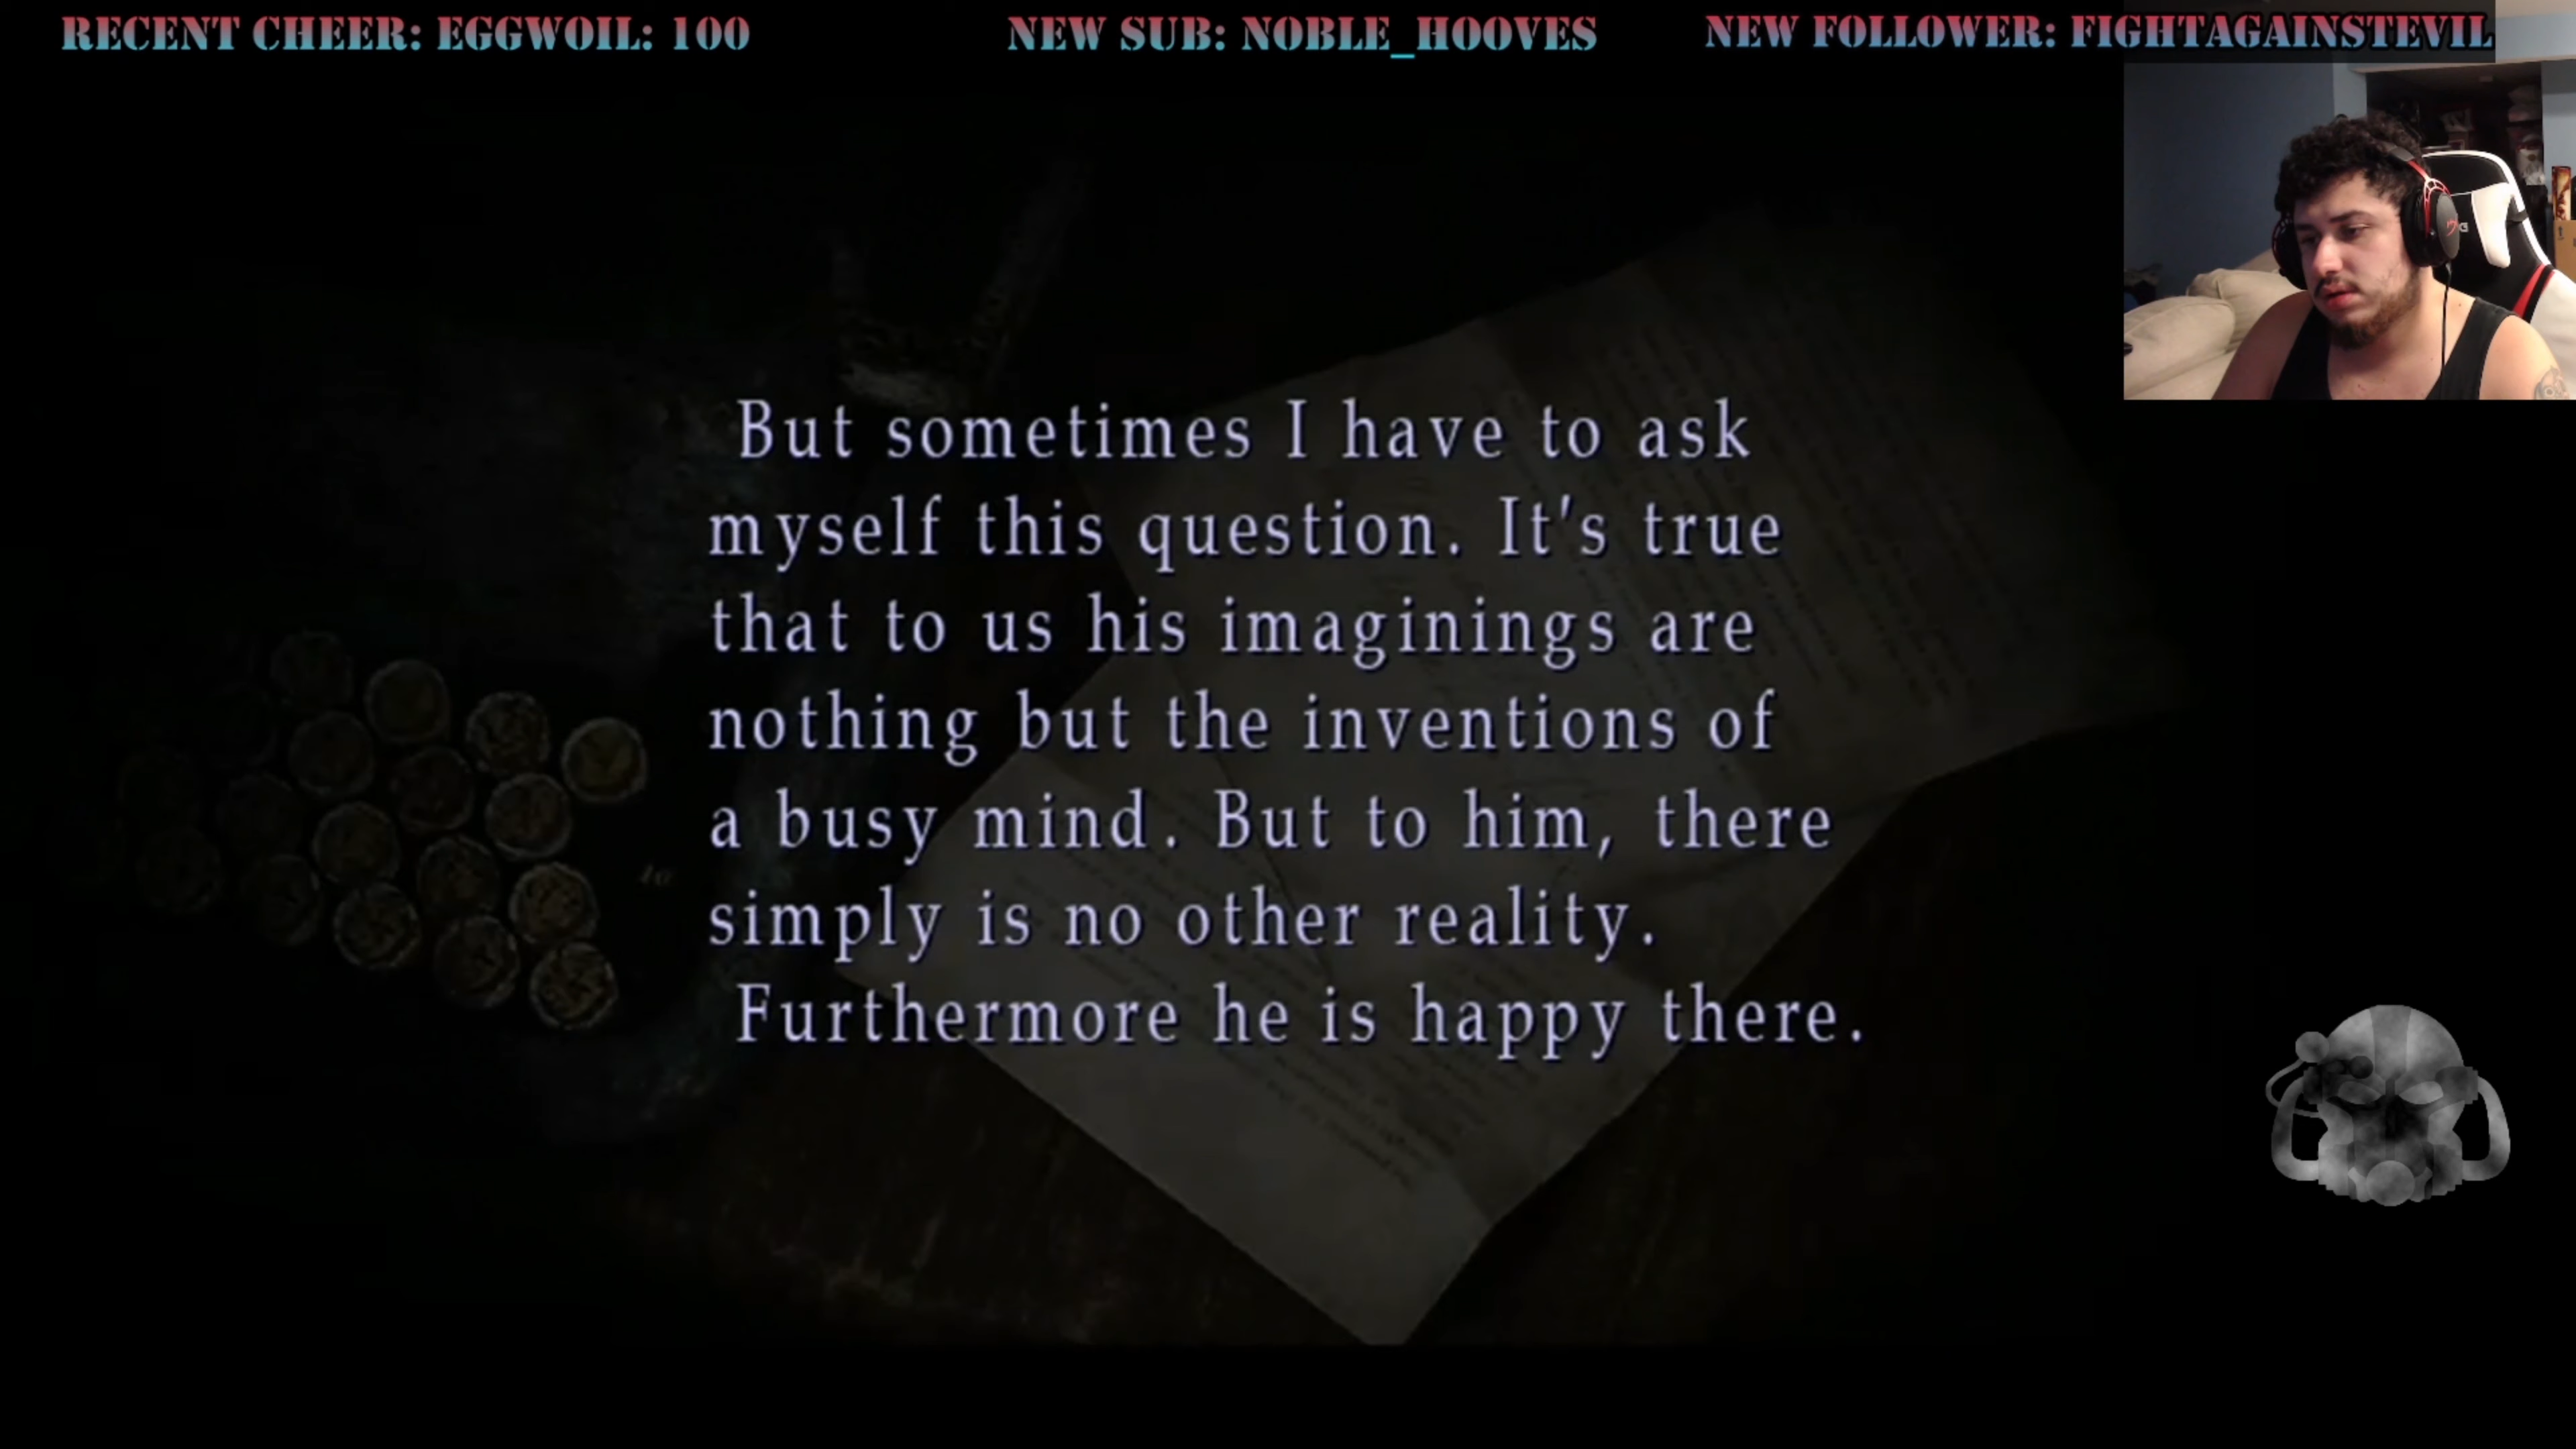 RECENT CHEER: EGGWOIL: 100
NEW SUB: NOBLE_HOOVES
NEW FOLLOWER: FIGHTAGAINSTEVIL
But sometimes I have to ask
myself this question. It's true
that to us his imaginings are
nothing but the inventions of
a busy mind. But to him, there
simply is no other reality.
Furthermore he is happy there.